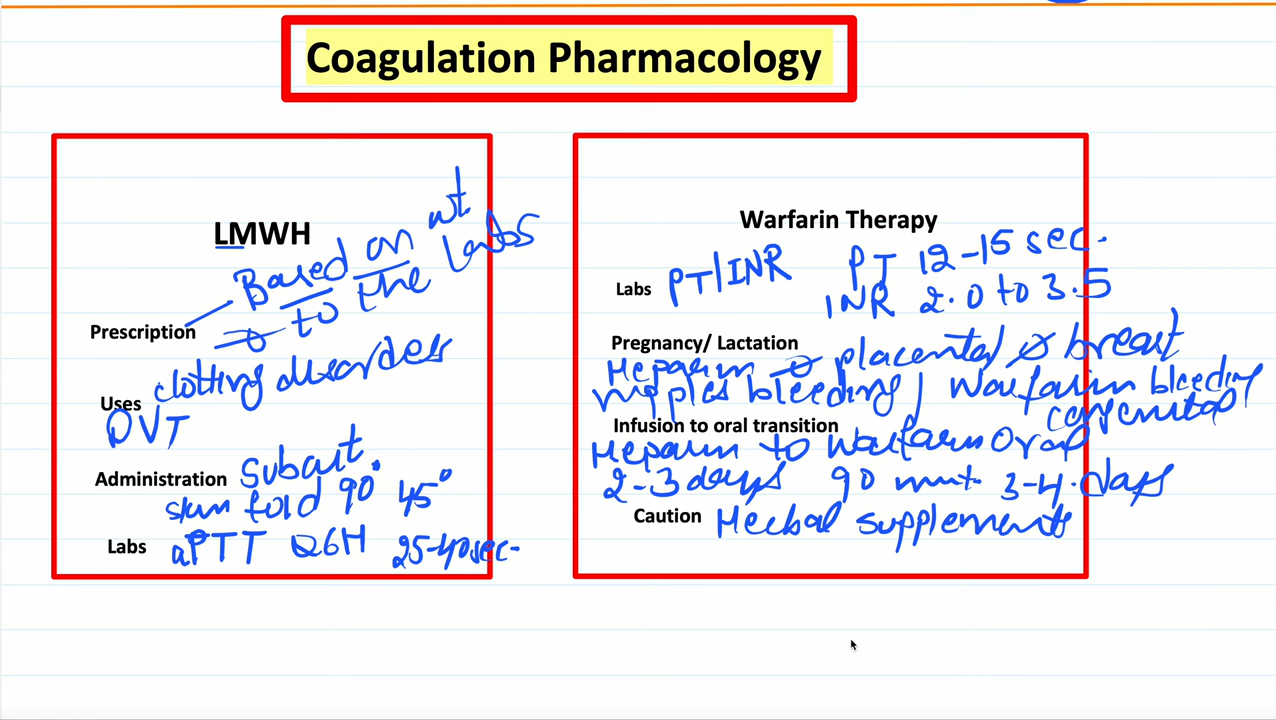 Coagulation Pharmacology
LMWH
Prescription
Based on wt
to the labs
Uses
clotting disorder
DVT
Administration
Subcut.
skin fold 90° 45°
Labs
aPTT Q6H 25-40sec.
Warfarin Therapy
Labs
PT/INR PT 12-15 sec.
INR 2.0 to 3.5
Pregnancy/ Lactation
Heparin placental breast
nipples bleeding / Warfarin bleeding
congenital
Infusion to oral transition
Heparin to Warfarin Oral
2-3 days 90 3-4 days
Caution
Herbal supplements